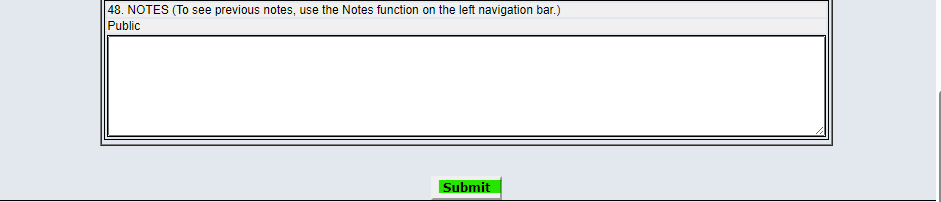 48. NOTES (To see previous notes, use the Notes function on the left navigation bar.)
Public
Submit